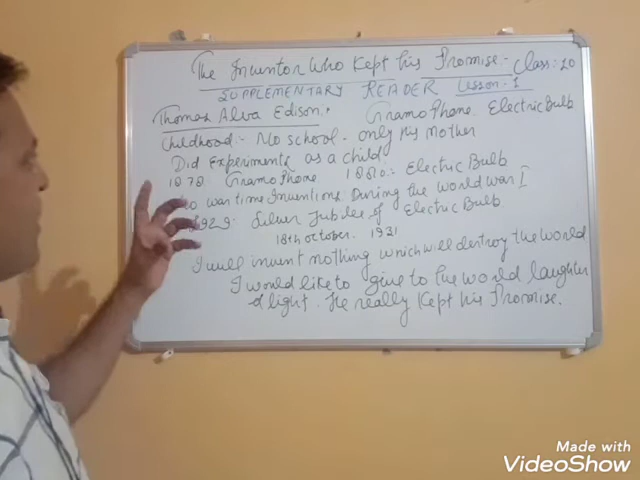 The Inventor Who Kept his Promise:- Class: 10
SUPPLEMENTARY READER Lesson: 1
Thomas Alva Edison. GramoPhone Electric Bulb
Childhood:- No school. only his mother
Did Experiments as a child
1878 GramoPhone 1880: Electric Bulb
No war time Inventions During the world war I
1929. Silver Jubilee of Electric Bulb
18th october. 1931
I will invent nothing which will destroy the world
I would like to give to the world laughter
& light. He really kept his Promise.
Made with
VideoShow